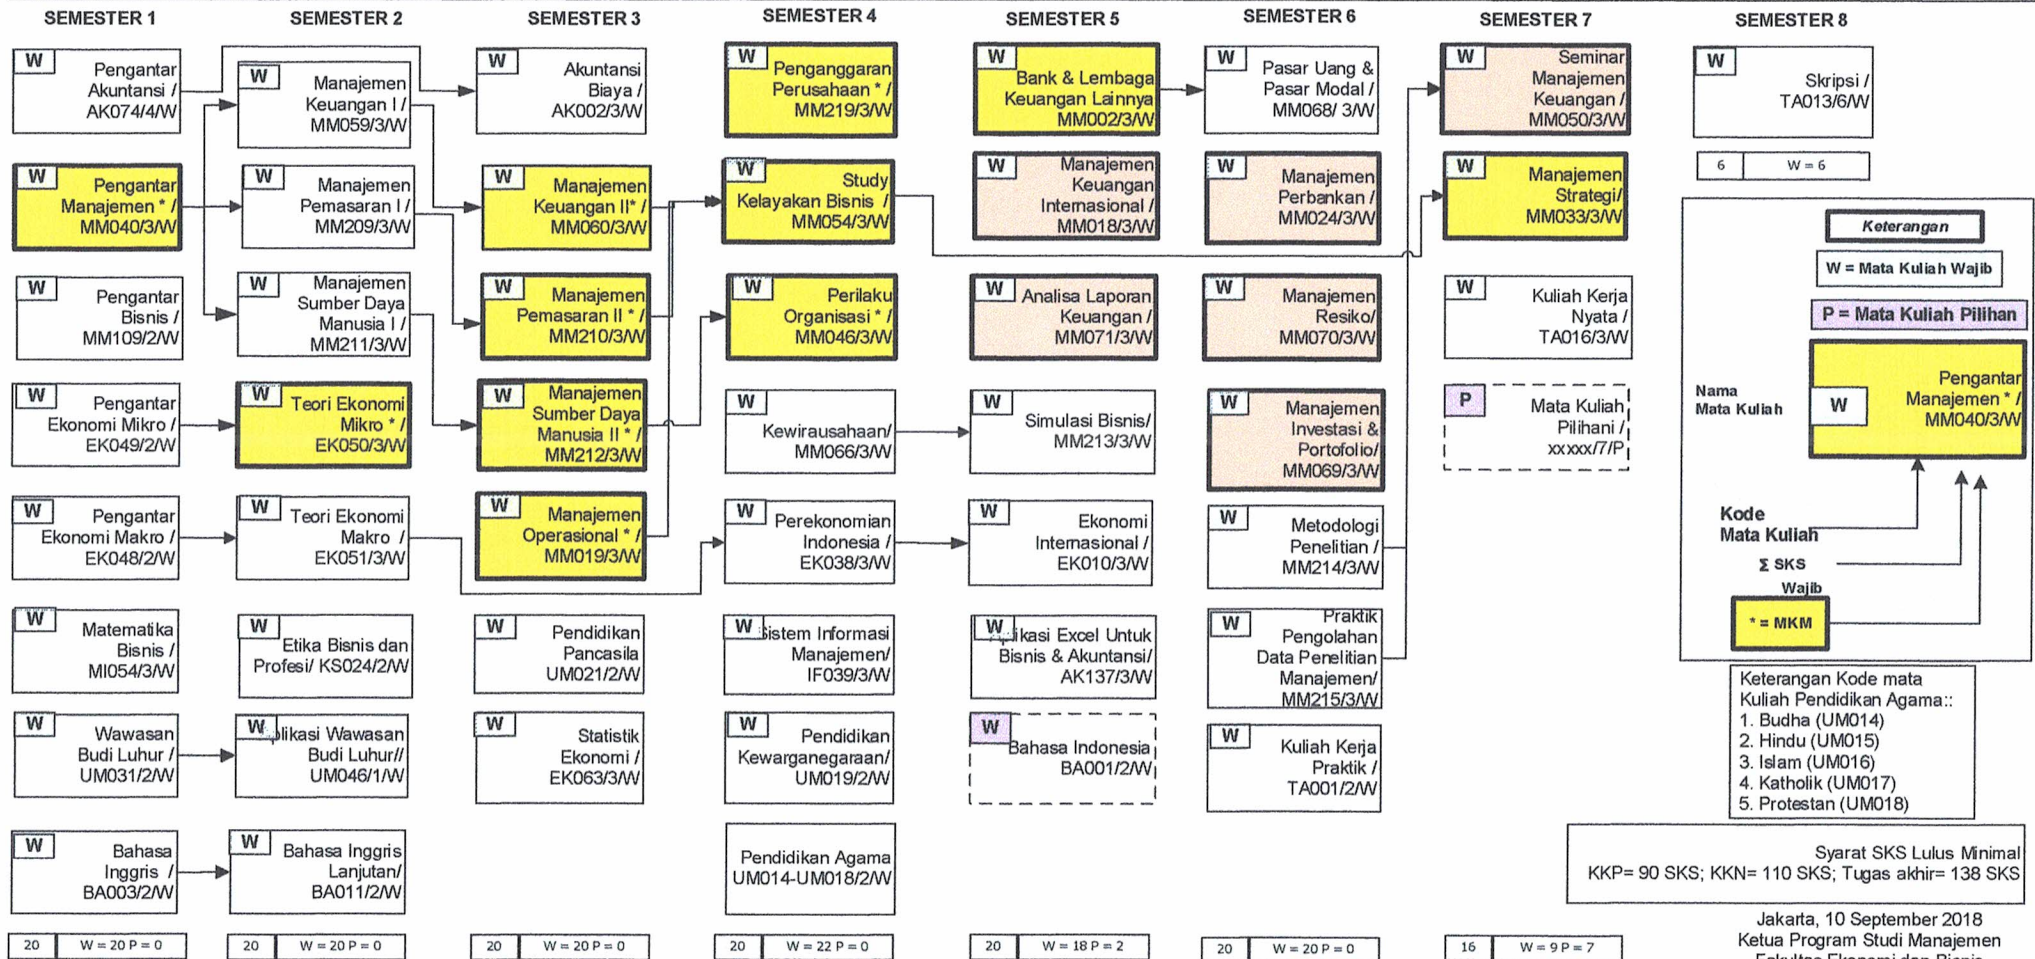 SEMESTER 1
W
Pengantar
Akuntansi /
AK074/4/W
W
Pengantar
Manajemen * /
MM040/3/W
W
Pengantar
Bisnis /
MM109/2/W
W
Pengantar
Ekonomi Mikro /
EK049/2/W
W
Pengantar
Ekonomi Makro /
EK048/2/W
W
Matematika
Bisnis /
MI054/3/W
W
Wawasan
Budi Luhur /
UM031/2/W
W
Bahasa
Inggris /
BA003/2/W
20
W = 20 P = 0
SEMESTER 2
W
Manajemen
Keuangan I /
MM059/3/W
W
Manajemen
Pemasaran I /
MM209/3/W
W
Manajemen
Sumber Daya
Manusia I /
MM211/3/W
W
Teori Ekonomi
Mikro * /
EK050/3/W
W
Teori Ekonomi
Makro /
EK051/3/W
W
Etika Bisnis dan
Profesi/ KS024/2/W
W
plikasi Wawasan
Budi Luhur//
UM046/1/W
W
Bahasa Inggris
Lanjutan/
BA011/2/W
20
W = 20 P = 0
SEMESTER 3
W
Akuntansi
Biaya /
AK002/3/W
W
Manajemen
Keuangan II* /
MM060/3/W
W
Manajemen
Pemasaran II * /
MM210/3/W
W
Manajemen
Sumber Daya
Manusia II * /
MM212/3/W
W
Manajemen
Operasional * /
MM019/3/W
W
Pendidikan
Pancasila
UM021/2/W
W
Statistik
Ekonomi /
EK063/3/W
20
W = 20 P = 0
SEMESTER 4
W
Penganggaran
Perusahaan * /
MM219/3/W
W
Study
Kelayakan Bisnis /
MM054/3/W
W
Perilaku
Organisasi * /
MM046/3/W
W
Kewirausahaan/
MM066/3/W
W
Perekonomian
Indonesia /
EK038/3/W
W
Sistem Informasi
Manajemen/
IF039/3/W
W
Pendidikan
Kewarganegaraan/
UM019/2/W
Pendidikan Agama
UM014-UM018/2/W
20
W = 22 P = 0
SEMESTER 5
W
Bank & Lembaga
Keuangan Lainnya
MM002/3/W
W
Manajemen
Keuangan
Internasional /
MM018/3/W
W
Analisa Laporan
Keuangan /
MM071/3/W
W
Simulasi Bisnis/
MM213/3/W
W
Ekonomi
Internasional /
EK010/3/W
W
likasi Excel Untuk
Bisnis & Akuntansi/
AK137/3/W
W
Bahasa Indonesia
BA001/2/W
20
W = 18 P = 2
SEMESTER 6
W
Pasar Uang &
Pasar Modal /
MM068/ 3/W
W
Manajemen
Perbankan /
MM024/3/W
W
Manajemen
Resiko/
MM070/3/W
W
Manajemen
Investasi &
Portofolio/
MM069/3/W
W
Metodologi
Penelitian /
MM214/3/W
W
Praktik
Pengolahan
Data Penelitian
Manajemen/
MM215/3/W
W
Kuliah Kerja
Praktik /
TA001/2/W
20
W = 20 P = 0
SEMESTER 7
W
Seminar
Manajemen
Keuangan /
MM050/3/W
W
Manajemen
Strategi/
MM033/3/W
W
Kuliah Kerja
Nyata /
TA016/3/W
P
Mata Kuliah
Pilihani /
xxxxx/7/P
16
W = 9 P = 7
SEMESTER 8
W
Skripsi /
TA013/6/W
6
W = 6
Keterangan
W = Mata Kuliah Wajib
P = Mata Kuliah Pilihan
Nama
Mata Kuliah
W
Pengantar
Manajemen * /
MM040/3/W
Kode
Mata Kuliah
Σ SKS
Wajib
* = MKM
Keterangan Kode mata
Kuliah Pendidikan Agama::
1. Budha (UM014)
2. Hindu (UM015)
3. Islam (UM016)
4. Katholik (UM017)
5. Protestan (UM018)
Syarat SKS Lulus Minimal
KKP= 90 SKS; KKN= 110 SKS; Tugas akhir= 138 SKS
Jakarta, 10 September 2018
Ketua Program Studi Manajemen
Fakultas Ekonomi dan Bisnis